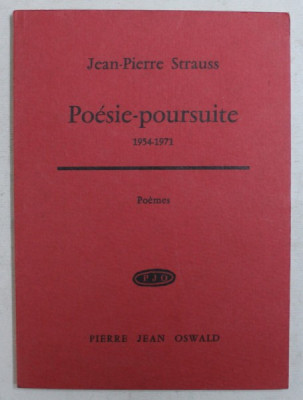 Jean-Pierre Strauss
Poésie-poursuite
1954-1971
Poèmes
PJO
PIERRE JEAN OSWALD